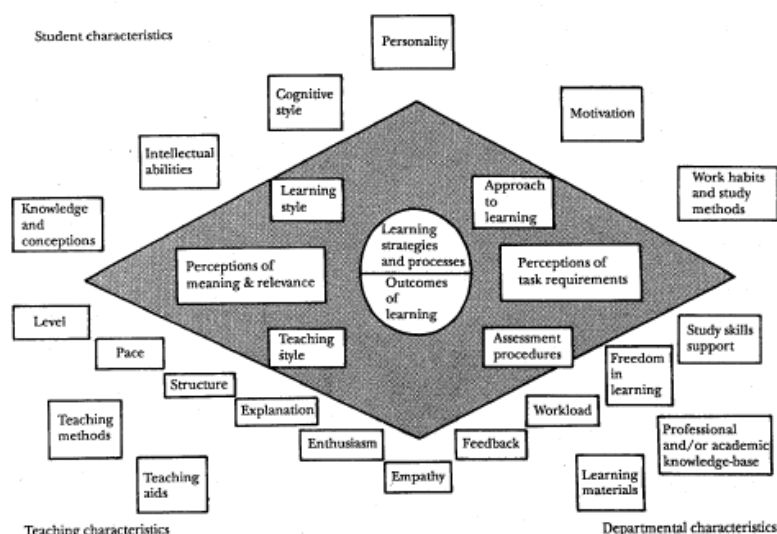 Student characteristics
Personality
Cognitive
style
Motivation
Intellectual
abilities
Learning
style
Approach
to
learning
Work habits
and study
methods
Knowledge
and
conceptions
Learning
strategies
and processes
Perceptions of
meaning & relevance
Perceptions of
task requirements
Outcomes
of
learning
Level
Pace
Structure
Explanation
Enthusiasm
Empathy
Feedback
Workload
Freedom
in
learning
Study skills
support
Teaching
style
Assessment
procedures
Teaching
methods
Teaching
aids
Learning
materials
Professional
and/or academic
knowledge-base
Teaching characteristics
Departmental characteristics